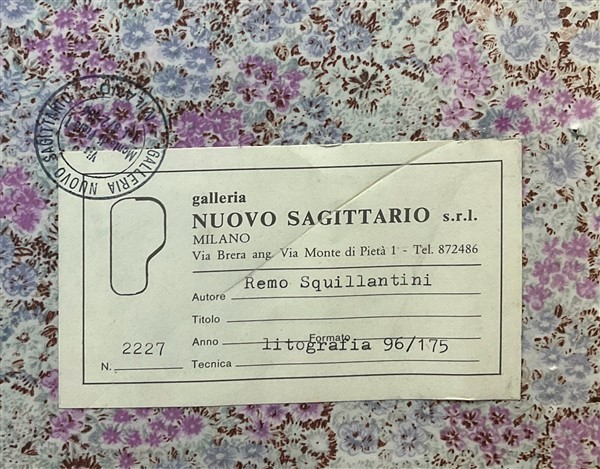 GALLERIA NUOVO SAGITTARIO
MILANO
galleria
NUOVO SAGITTARIO s.r.l.
MILANO
Via Brera ang. Via Monte di Pietà 1 - Tel. 872486
Autore Remo Squillantini
Titolo
Anno Formato
litografia 96/175
N. 2227 Tecnica